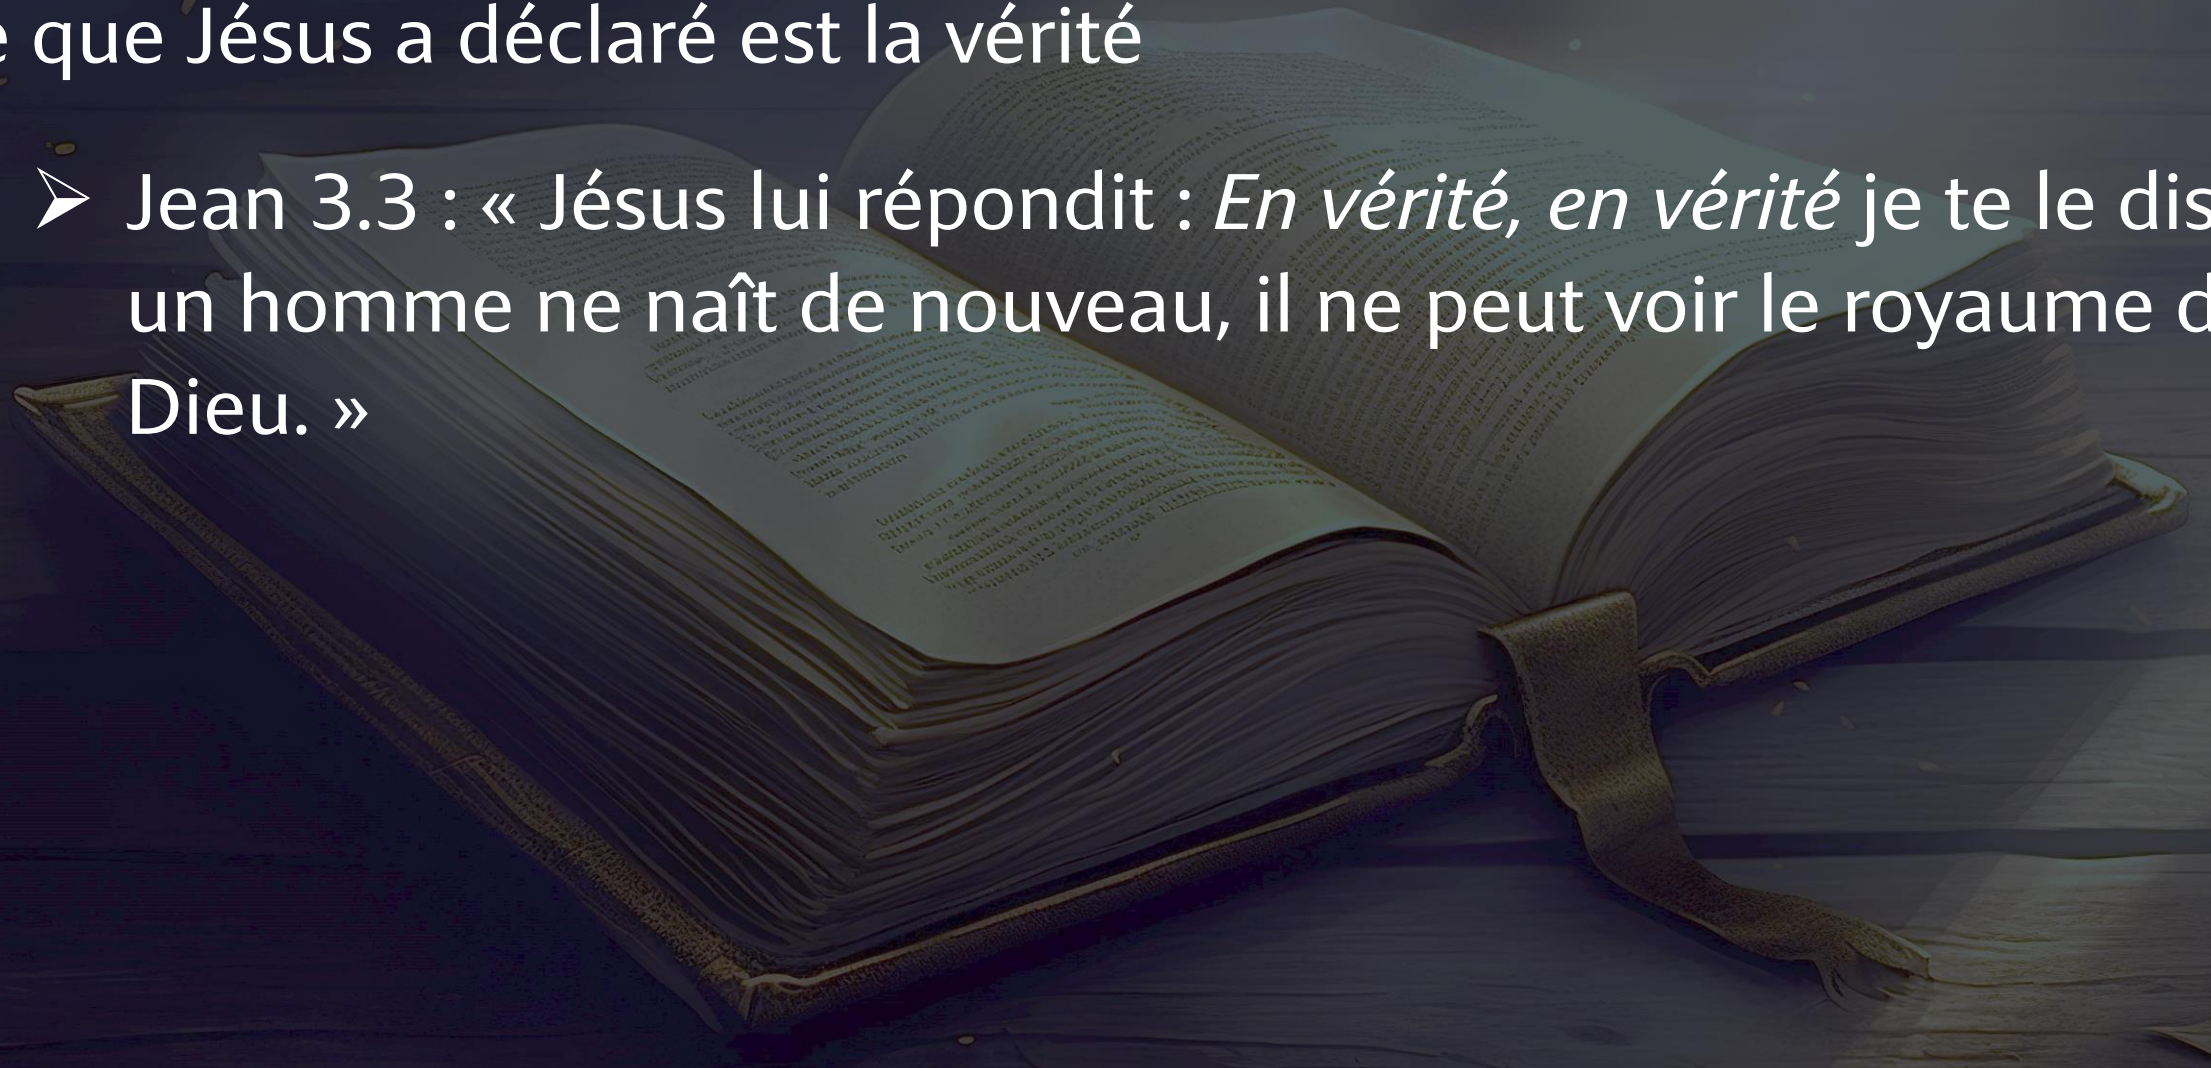 que Jésus a déclaré est la vérité
➢ Jean 3.3 : « Jésus lui répondit : En vérité, en vérité je te le dis
un homme ne naît de nouveau, il ne peut voir le royaume
Dieu. »